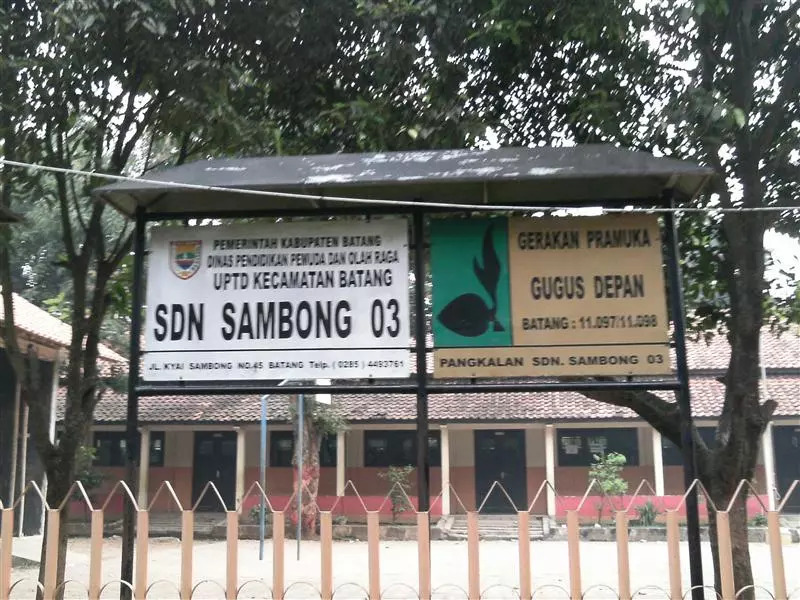 PEMERINTAH KABUPATEN BATANG
DINAS PENDIDIKAN PEMUDA DAN OLAH RAGA
UPTD KECAMATAN BATANG
SDN SAMBONG 03
JL. KYAI SAMBONG NO.45 BATANG Telp. ( 0285 ) 4493761
GERAKAN PRAMUKA
GUGUS DEPAN
BATANG : 11.097/11.098
PANGKALAN SDN. SAMBONG 03